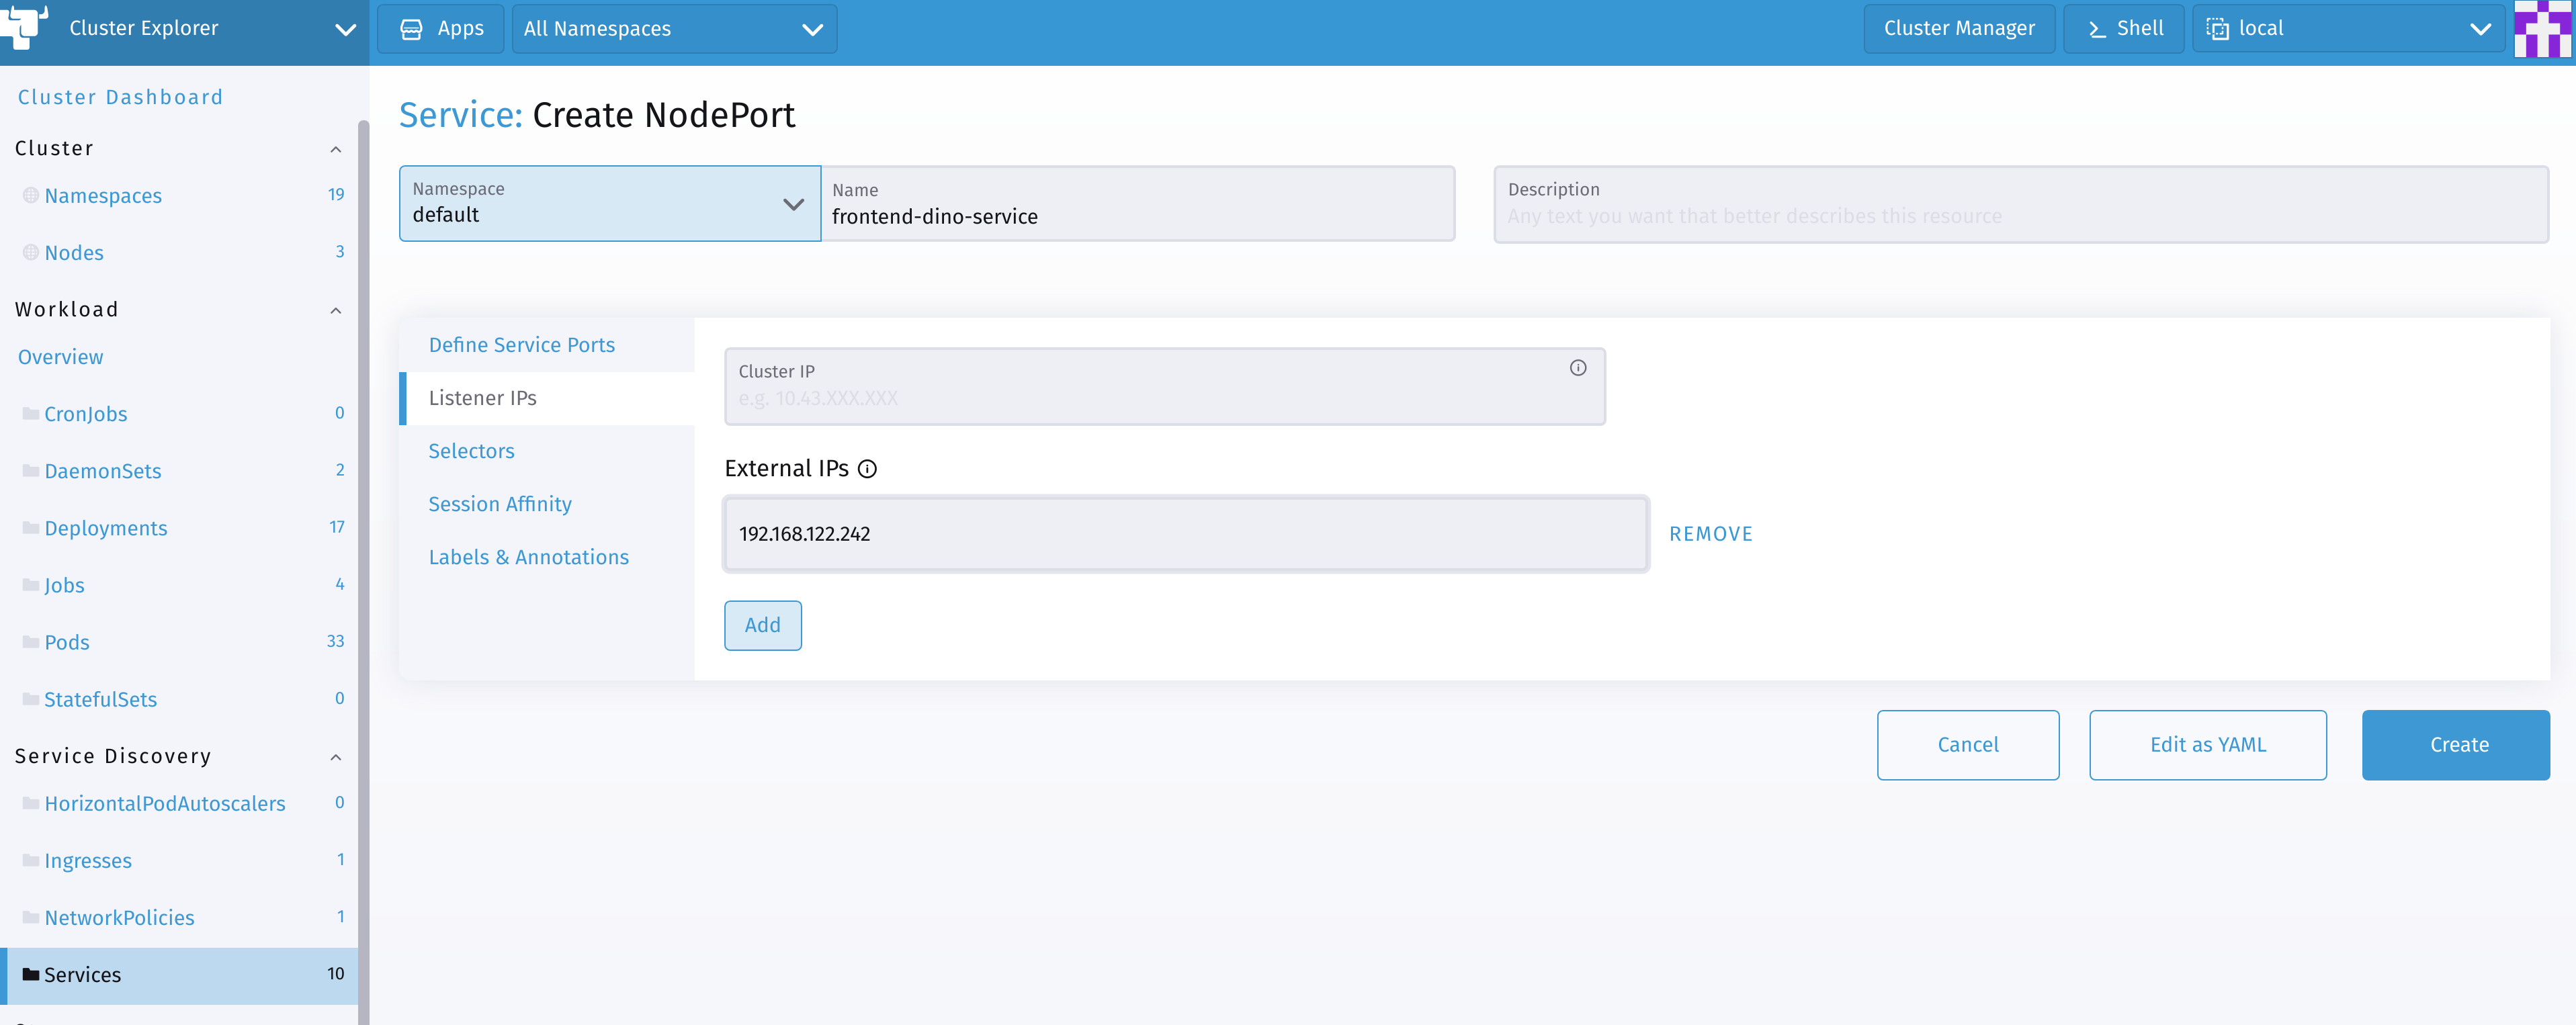 Cluster Explorer
Apps
All Namespaces
Cluster Manager
Shell
local
Cluster Dashboard
Cluster
Namespaces 19
Nodes 3
Workload
Overview
CronJobs 0
DaemonSets 2
Deployments 17
Jobs 4
Pods 33
StatefulSets 0
Service Discovery
HorizontalPodAutoscalers 0
Ingresses 1
NetworkPolicies 1
Services 10
Service: Create NodePort
Namespace
default
Name
frontend-dino-service
Description
Any text you want that better describes this resource
Define Service Ports
Listener IPs
Selectors
Session Affinity
Labels & Annotations
Cluster IP
e.g. 10.43.XXX.XXX
External IPs
192.168.122.242
REMOVE
Add
Cancel
Edit as YAML
Create